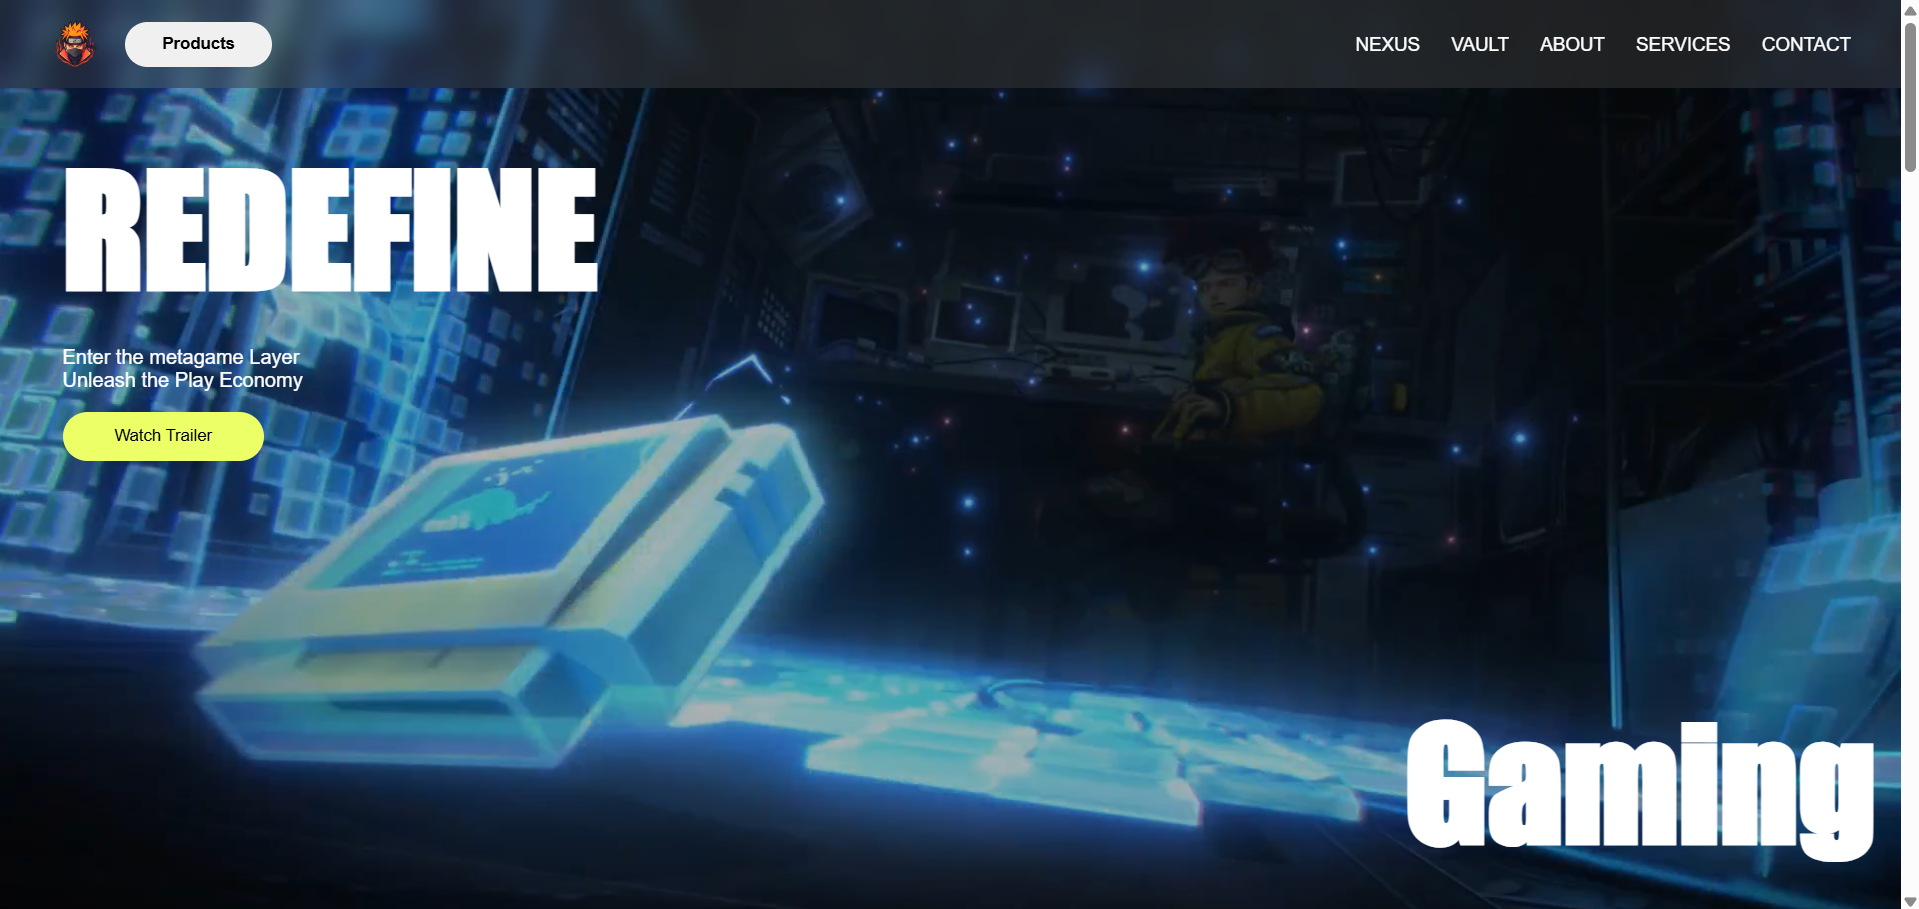 Products
NEXUS VAULT ABOUT SERVICES CONTACT
REDEFINE
Enter the metagame Layer
Unleash the Play Economy
Watch Trailer
Gaming